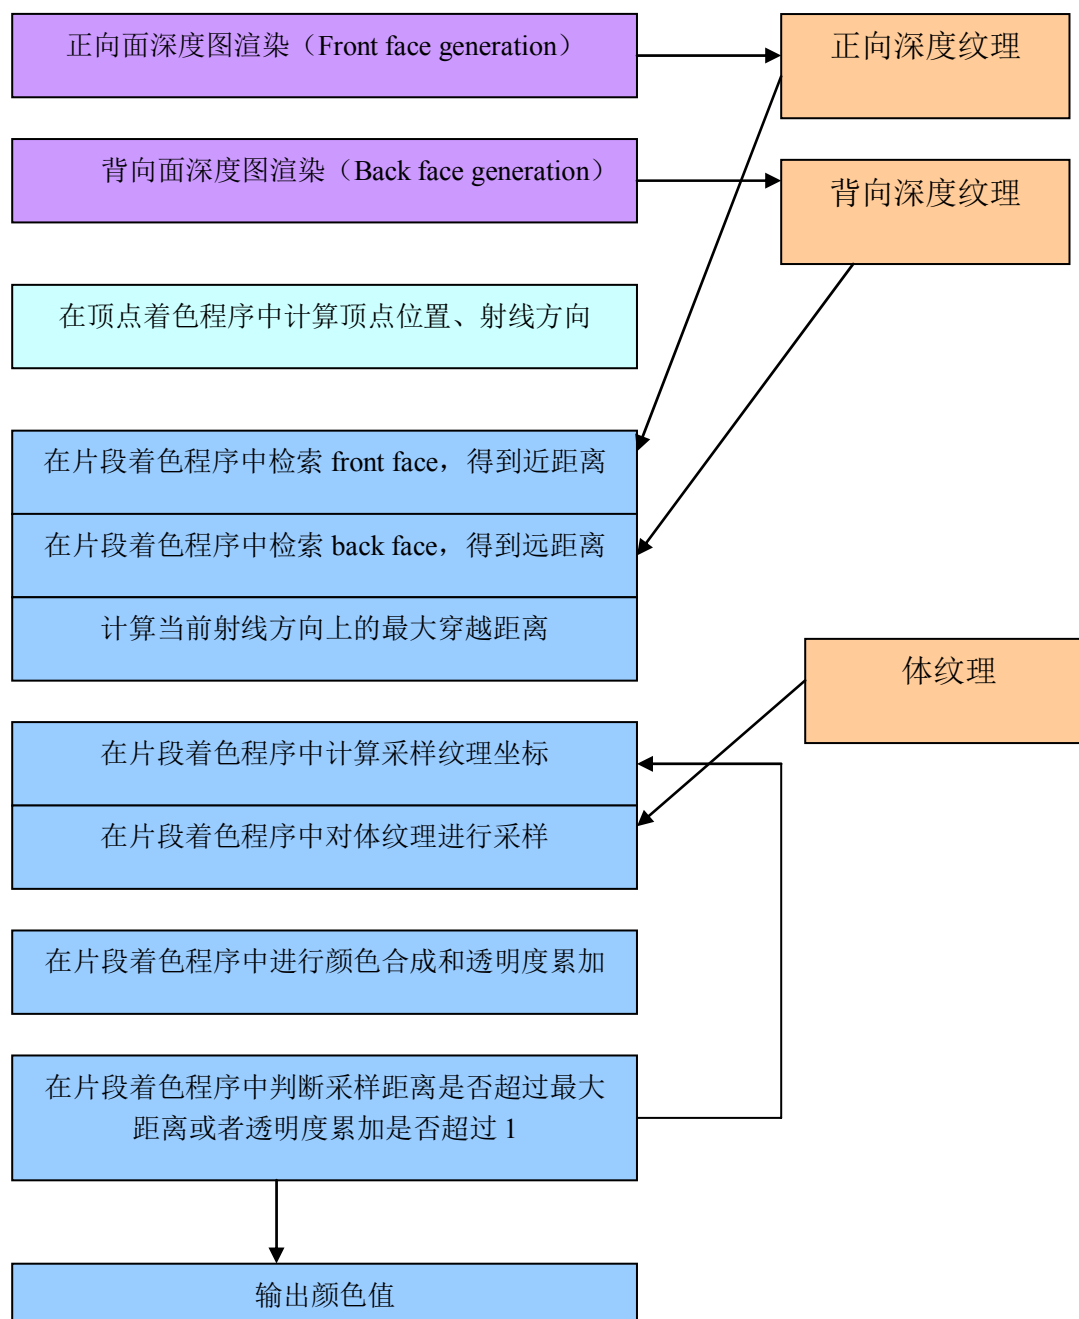 正向面深度图渲染（Front face generation）
正向深度纹理
背向面深度图渲染（Back face generation）
背向深度纹理
在顶点着色程序中计算顶点位置、射线方向
在片段着色程序中检索 front face，得到近距离
在片段着色程序中检索 back face，得到远距离
计算当前射线方向上的最大穿越距离
体纹理
在片段着色程序中计算采样纹理坐标
在片段着色程序中对体纹理进行采样
在片段着色程序中进行颜色合成和透明度累加
在片段着色程序中判断采样距离是否超过最大
距离或者透明度累加是否超过 1
输出颜色值